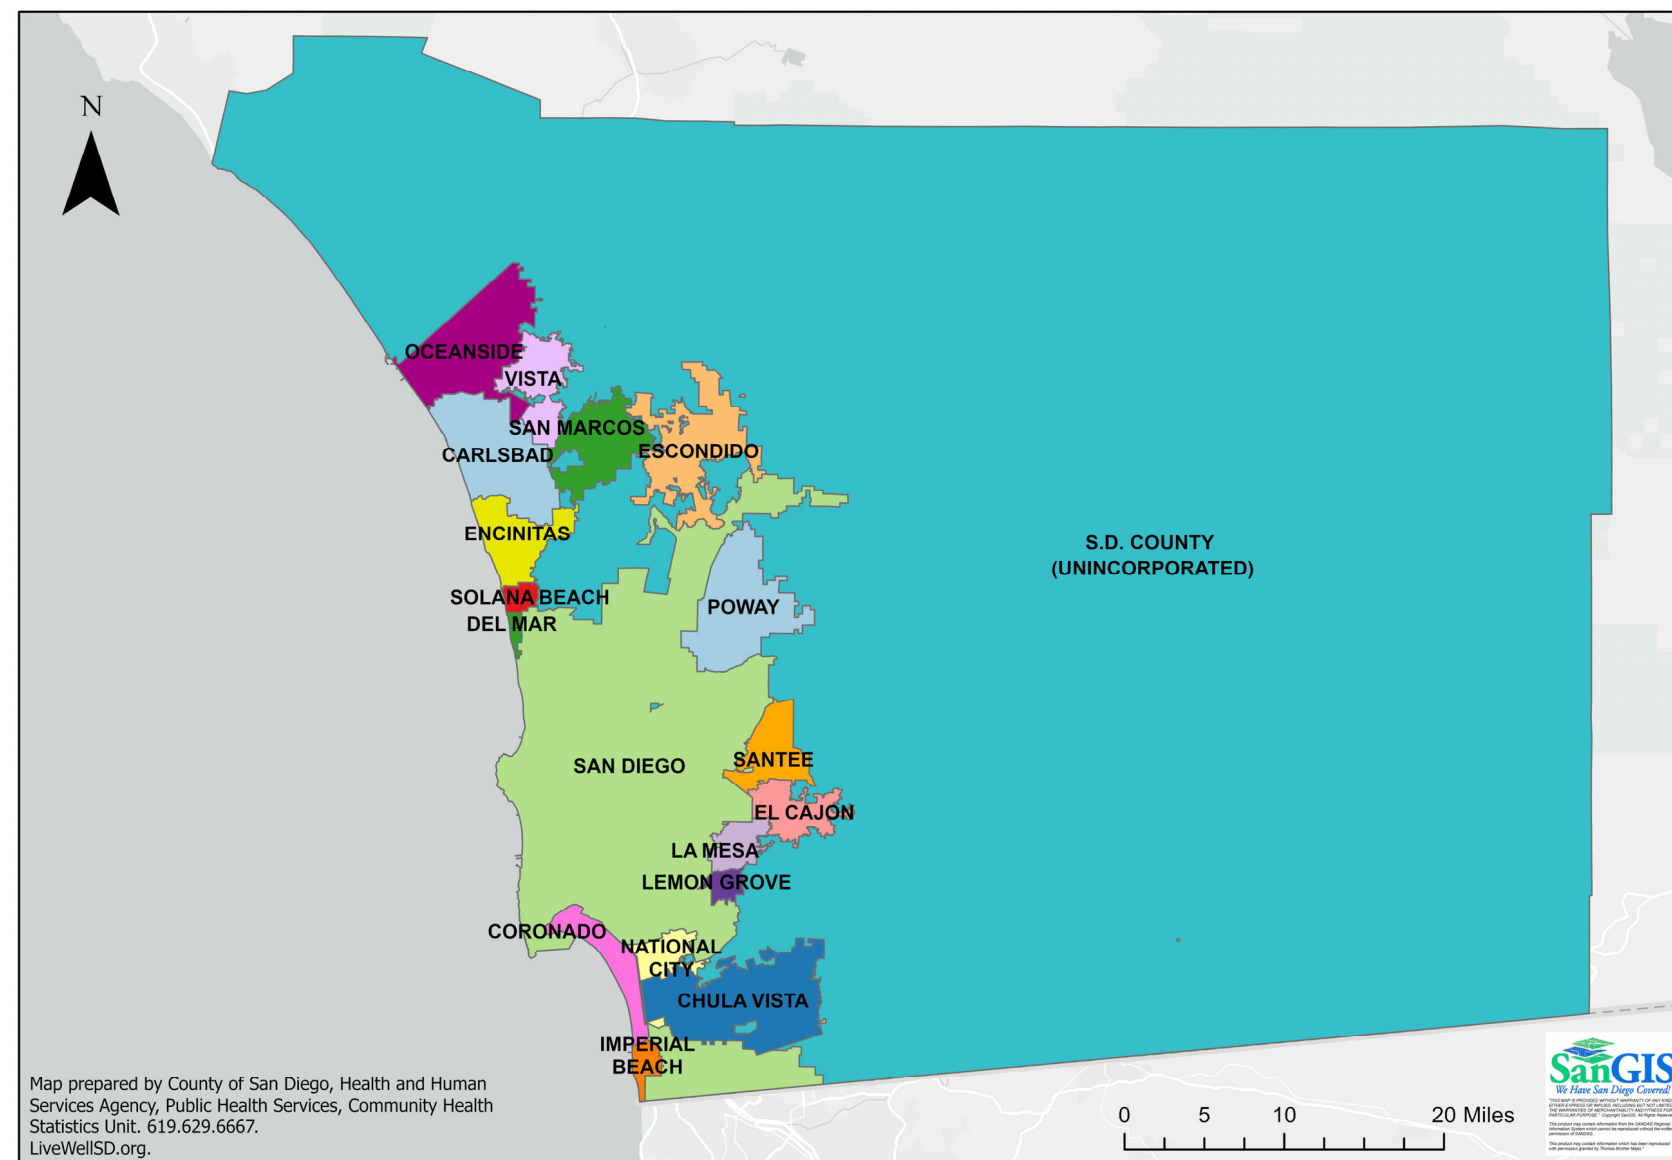 N
OCEANSIDE
VISTA
SAN MARCOS
ESCONDIDO
CARLSBAD
ENCINITAS
S.D. COUNTY
(UNINCORPORATED)
SOLANA BEACH
POWAY
DEL MAR
SANTEE
SAN DIEGO
EL CAJON
LA MESA
LEMON GROVE
CORONADO
NATIONAL
CITY
CHULA VISTA
IMPERIAL
BEACH
Map prepared by County of San Diego, Health and Human
Services Agency, Public Health Services, Community Health
Statistics Unit. 619.629.6667.
LiveWellSD.org.
0 5 10 20 Miles
SanGIS
We Have San Diego Covered!